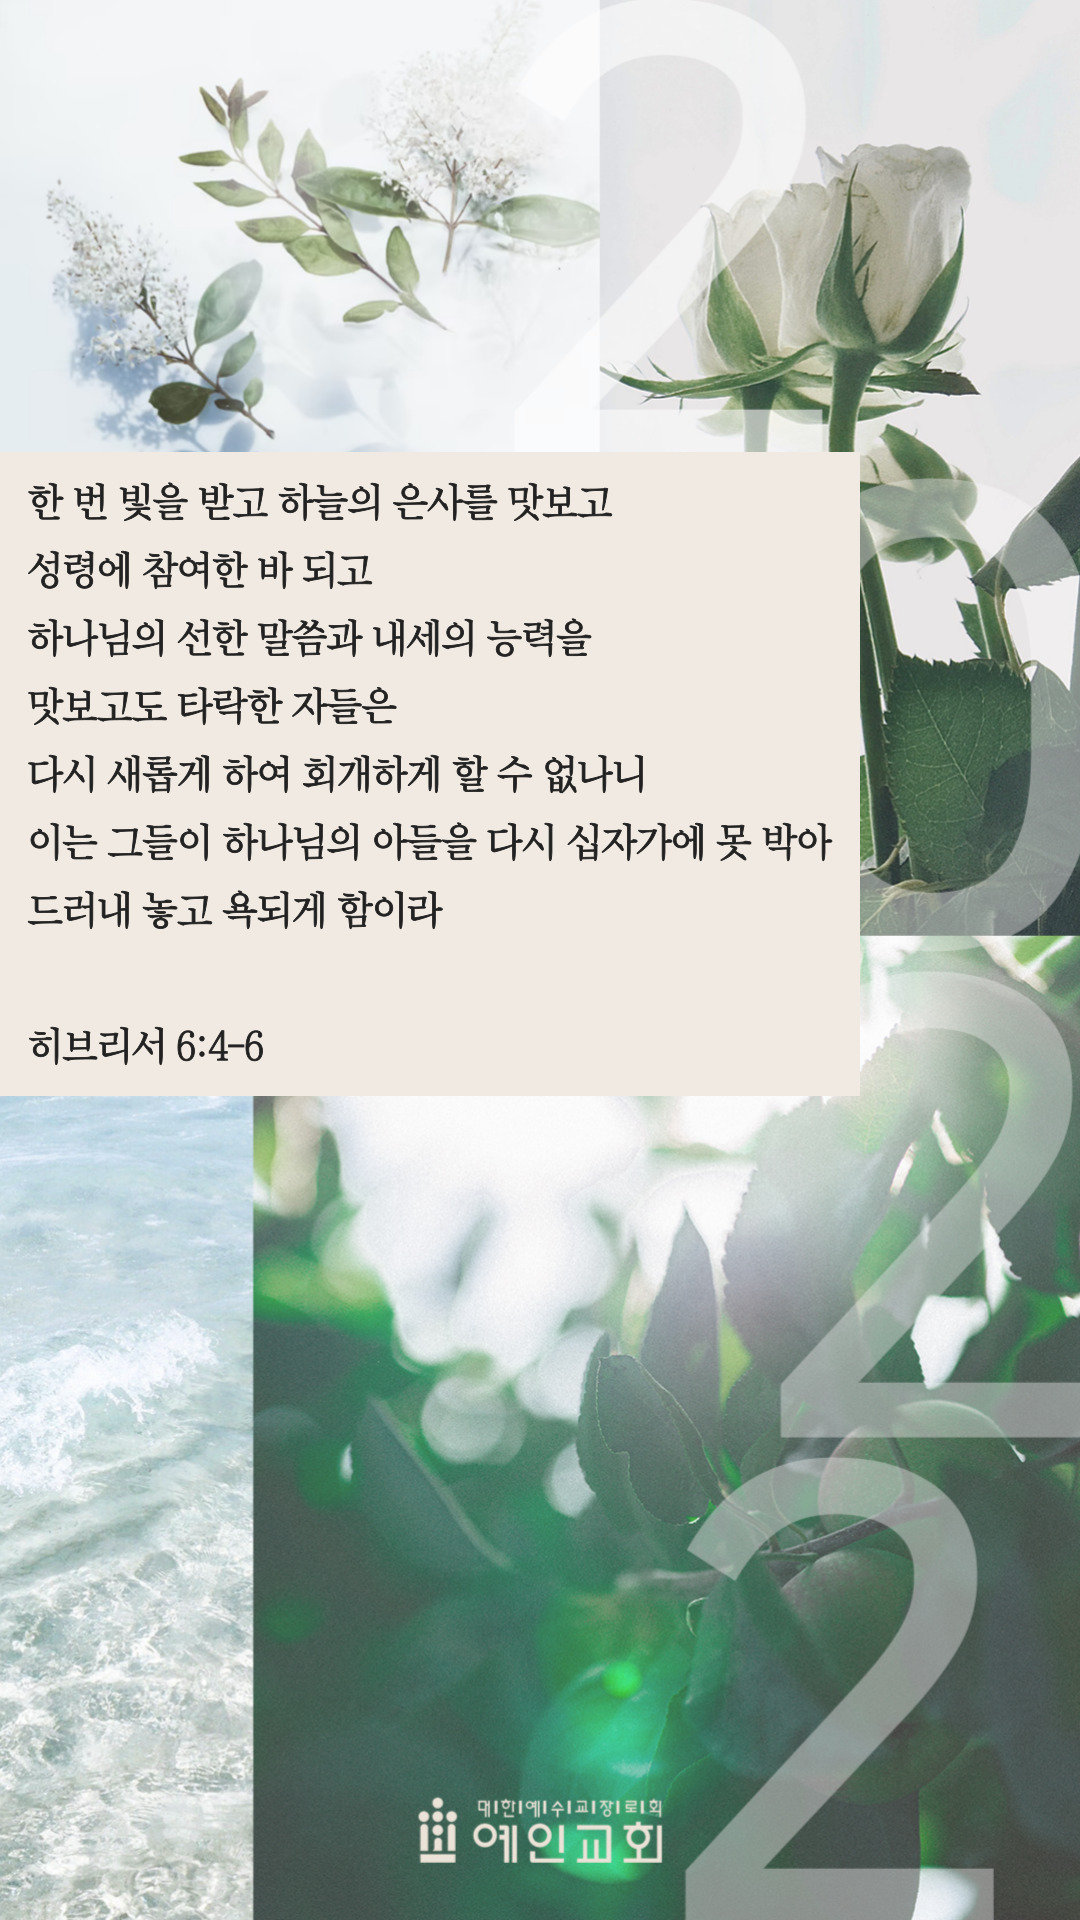 2
0
2
2
한 번 빛을 받고 하늘의 은사를 맛보고
성령에 참여한 바 되고
하나님의 선한 말씀과 내세의 능력을
맛보고도 타락한 자들은
다시 새롭게 하여 회개하게 할 수 없나니
이는 그들이 하나님의 아들을 다시 십자가에 못 박아
드러내 놓고 욕되게 함이라
히브리서 6:4-6
대한예수교장로회
예인교회